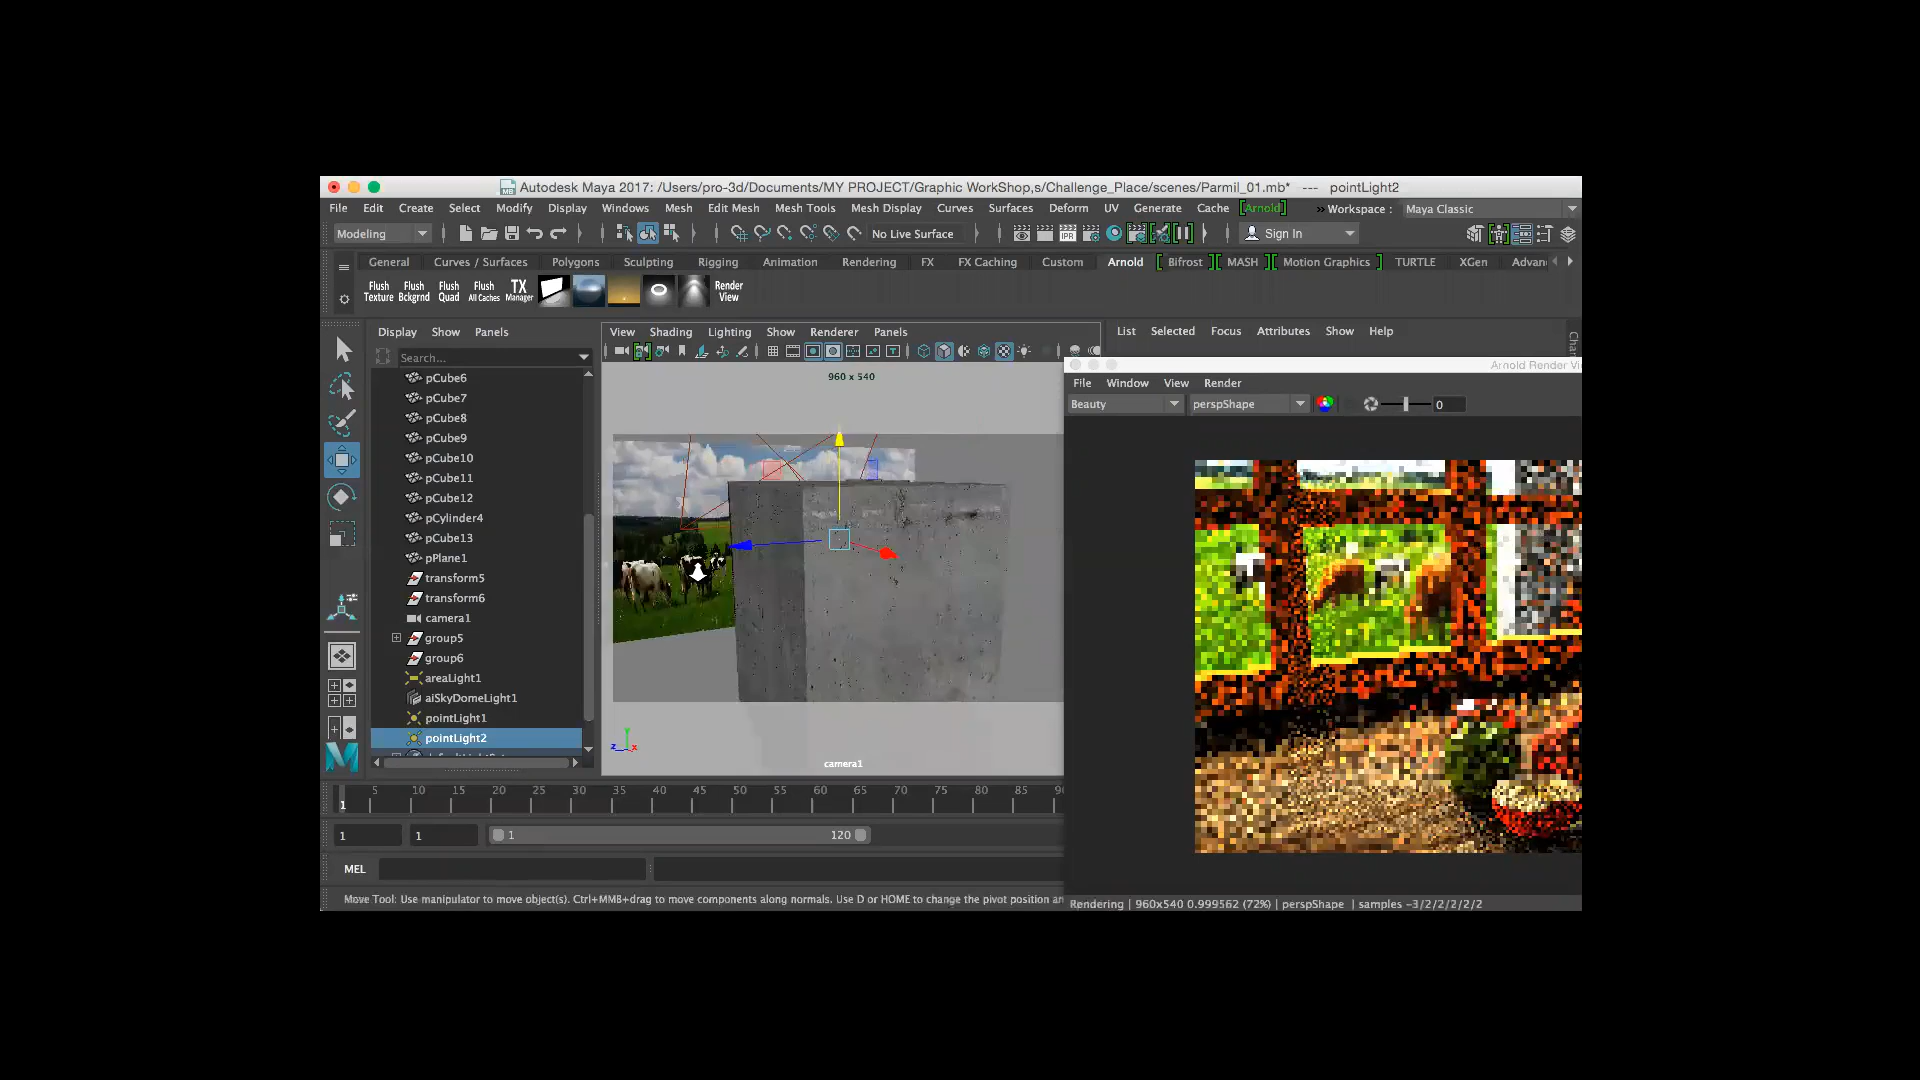 Autodesk Maya 2017: /Users/pro-3d/Documents/MY PROJECT/Graphic WorkShop,s/Challenge_Place/scenes/Parmil_01.mb* --- pointLight2
File Edit Create Select Modify Display Windows Mesh Edit Mesh Mesh Tools Mesh Display Curves Surfaces Deform UV Generate Cache [Arnold] » Workspace : Maya Classic
Modeling No Live Surface IPR Sign In
General Curves / Surfaces Polygons Sculpting Rigging Animation Rendering FX FX Caching Custom Arnold [ Bifrost ] [ MASH ] [ Motion Graphics ] TURTLE XGen Advan
Flush Texture Flush Bckgrnd Flush Quad Flush All Caches TX Manager Render View
Display Show Panels
View Shading Lighting Show Renderer Panels
List Selected Focus Attributes Show Help
Search...
Arnold Render Vi
960 x 540
pCube6
pCube7
pCube8
pCube9
pCube10
pCube11
pCube12
pCylinder4
pCube13
pPlane1
transform5
transform6
camera1
group5
group6
areaLight1
aiSkyDomeLight1
pointLight1
pointLight2
File Window View Render
Beauty perspShape 0
y
z x
camera1
1 5 10 15 20 25 30 35 40 45 50 55 60 65 70 75 80 85
1 1 1 120
MEL
Move Tool: Use manipulator to move object(s). Ctrl+MMB+drag to move components along normals. Use D or HOME to change the pivot position
Rendering | 960x540 0.999562 (72%) | perspShape | samples -3/2/2/2/2/2